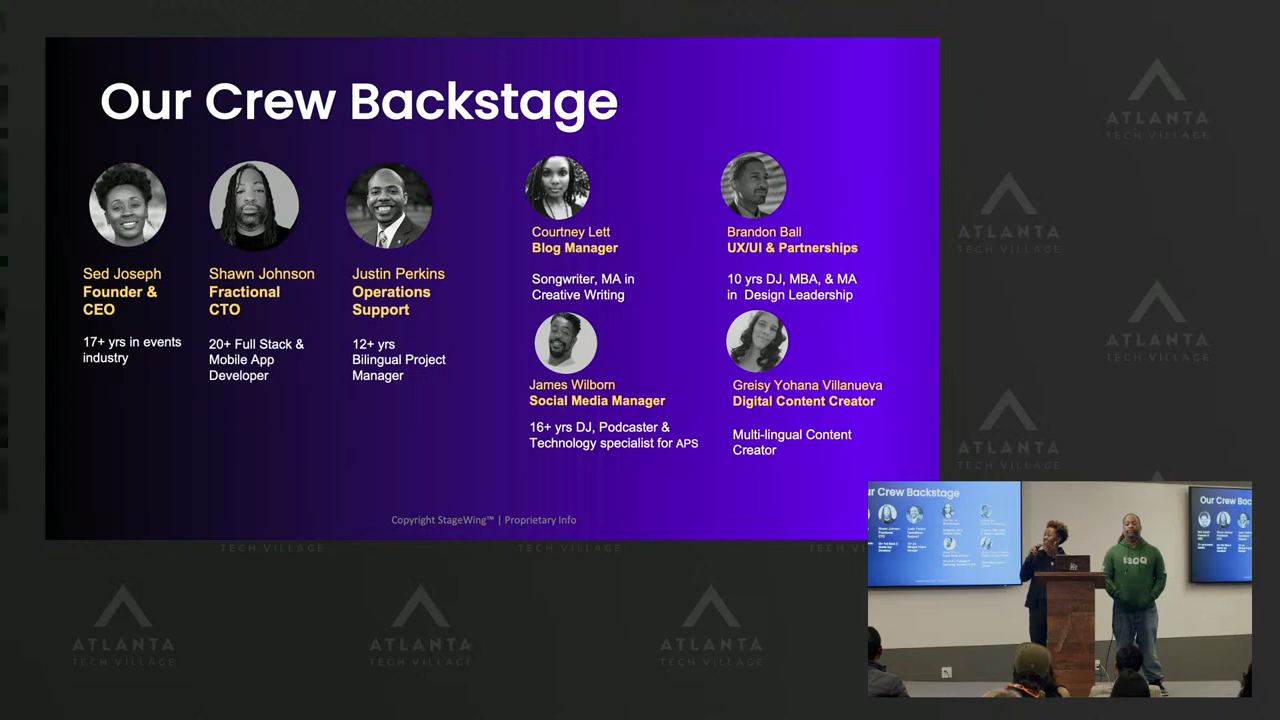 Our Crew Backstage
Sed Joseph
Founder &
CEO
17+ yrs in events
industry
Shawn Johnson
Fractional
CTO
20+ Full Stack &
Mobile App
Developer
Justin Perkins
Operations
Support
12+ yrs
Bilingual Project
Manager
Courtney Lett
Blog Manager
Songwriter, MA in
Creative Writing
Brandon Ball
UX/UI & Partnerships
10 yrs DJ, MBA, & MA
in Design Leadership
James Wilborn
Social Media Manager
16+ yrs DJ, Podcaster &
Technology specialist for APS
Greisy Yohana Villanueva
Digital Content Creator
Multi-lingual Content
Creator
Copyright StageWing™ | Proprietary Info
ATLANTA
TECH VILLAGE
ATLANTA
TECH VILLAGE
ATLANTA
TECH VILLAGE
ATLANTA
TECH VILLAGE
TECH VILLAGE
TECH VILLAGE
ATLANTA
TECH VILLAGE
ATLANTA
TECH VILLAGE
ATLANTA
TECH VILLAGE
ur Crew Backstage
Our Crew Bac